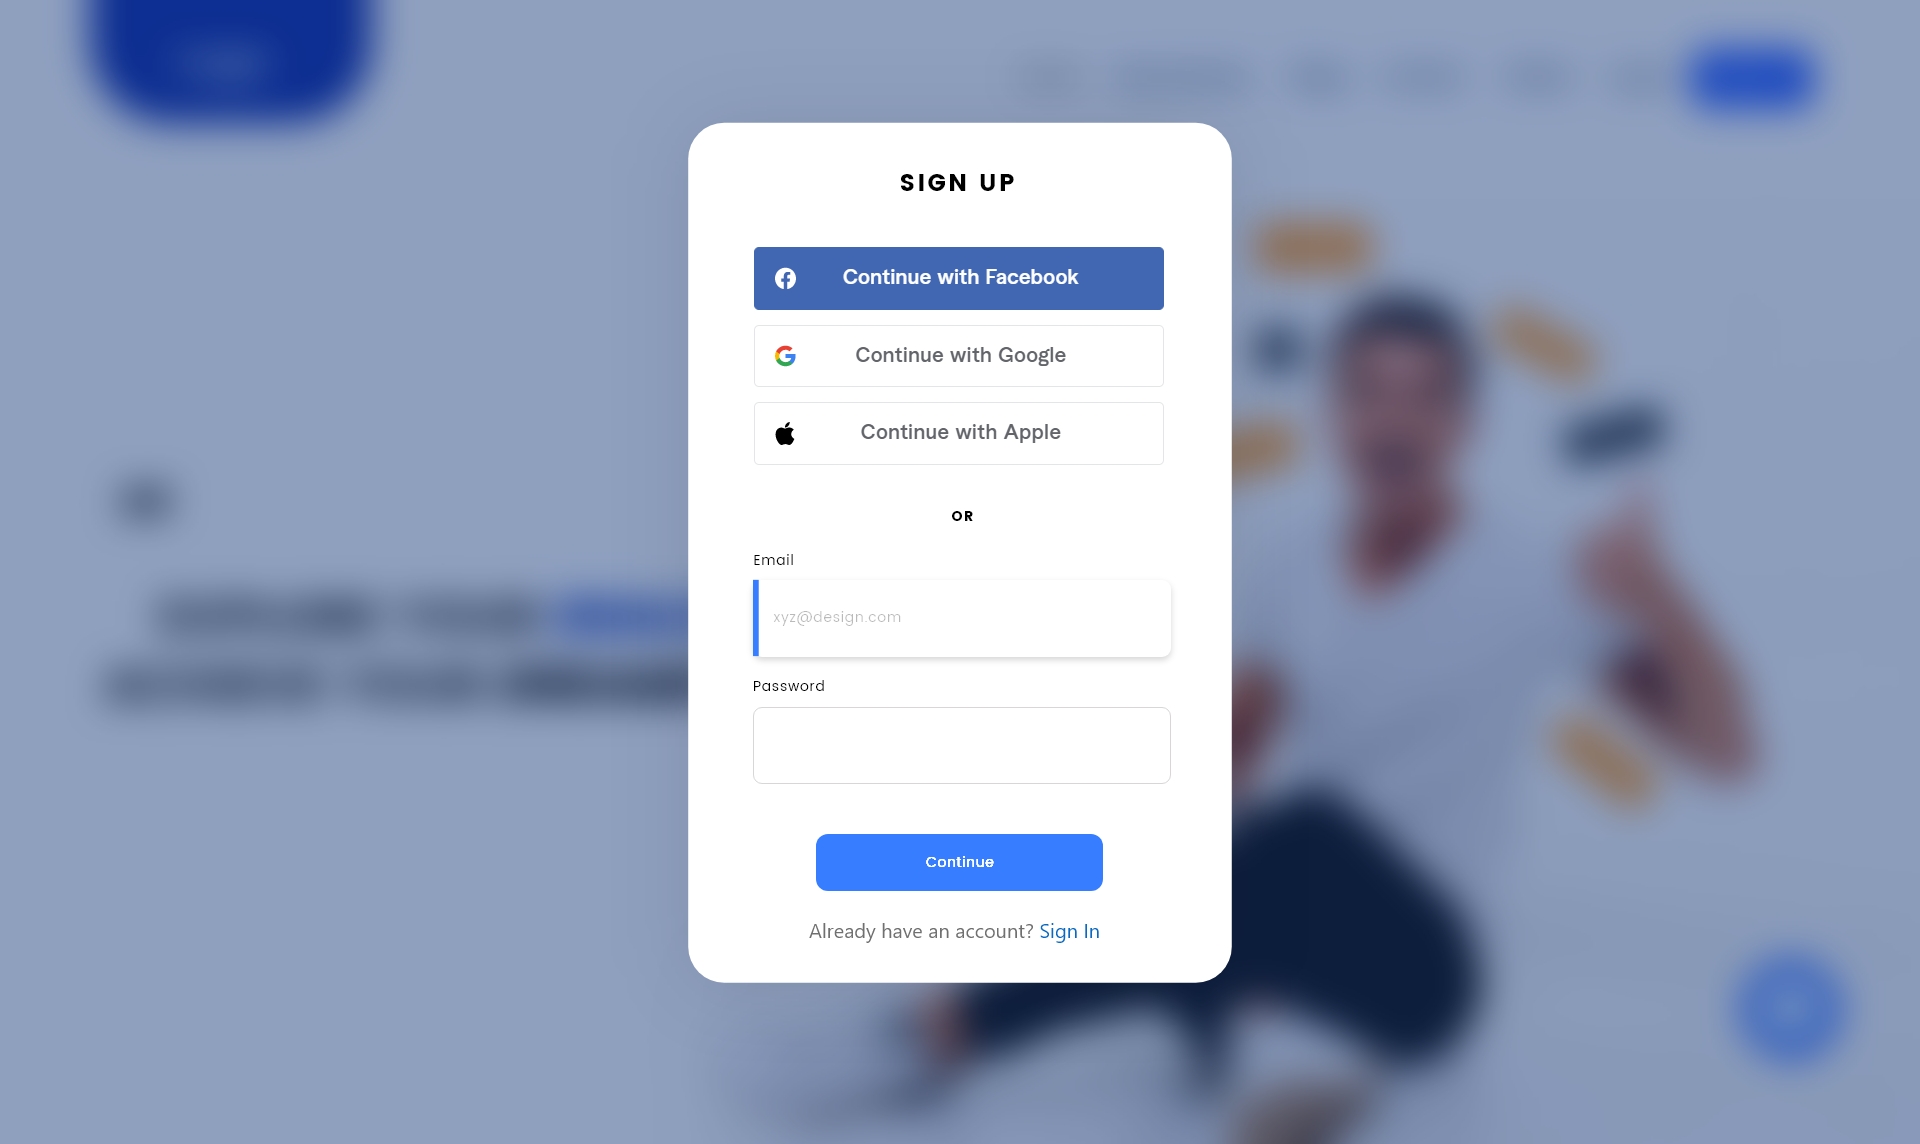 SIGN UP
Continue with Facebook
Continue with Google
Continue with Apple
OR
Email
xyz@design.com
Password
Continue
Already have an account? Sign In